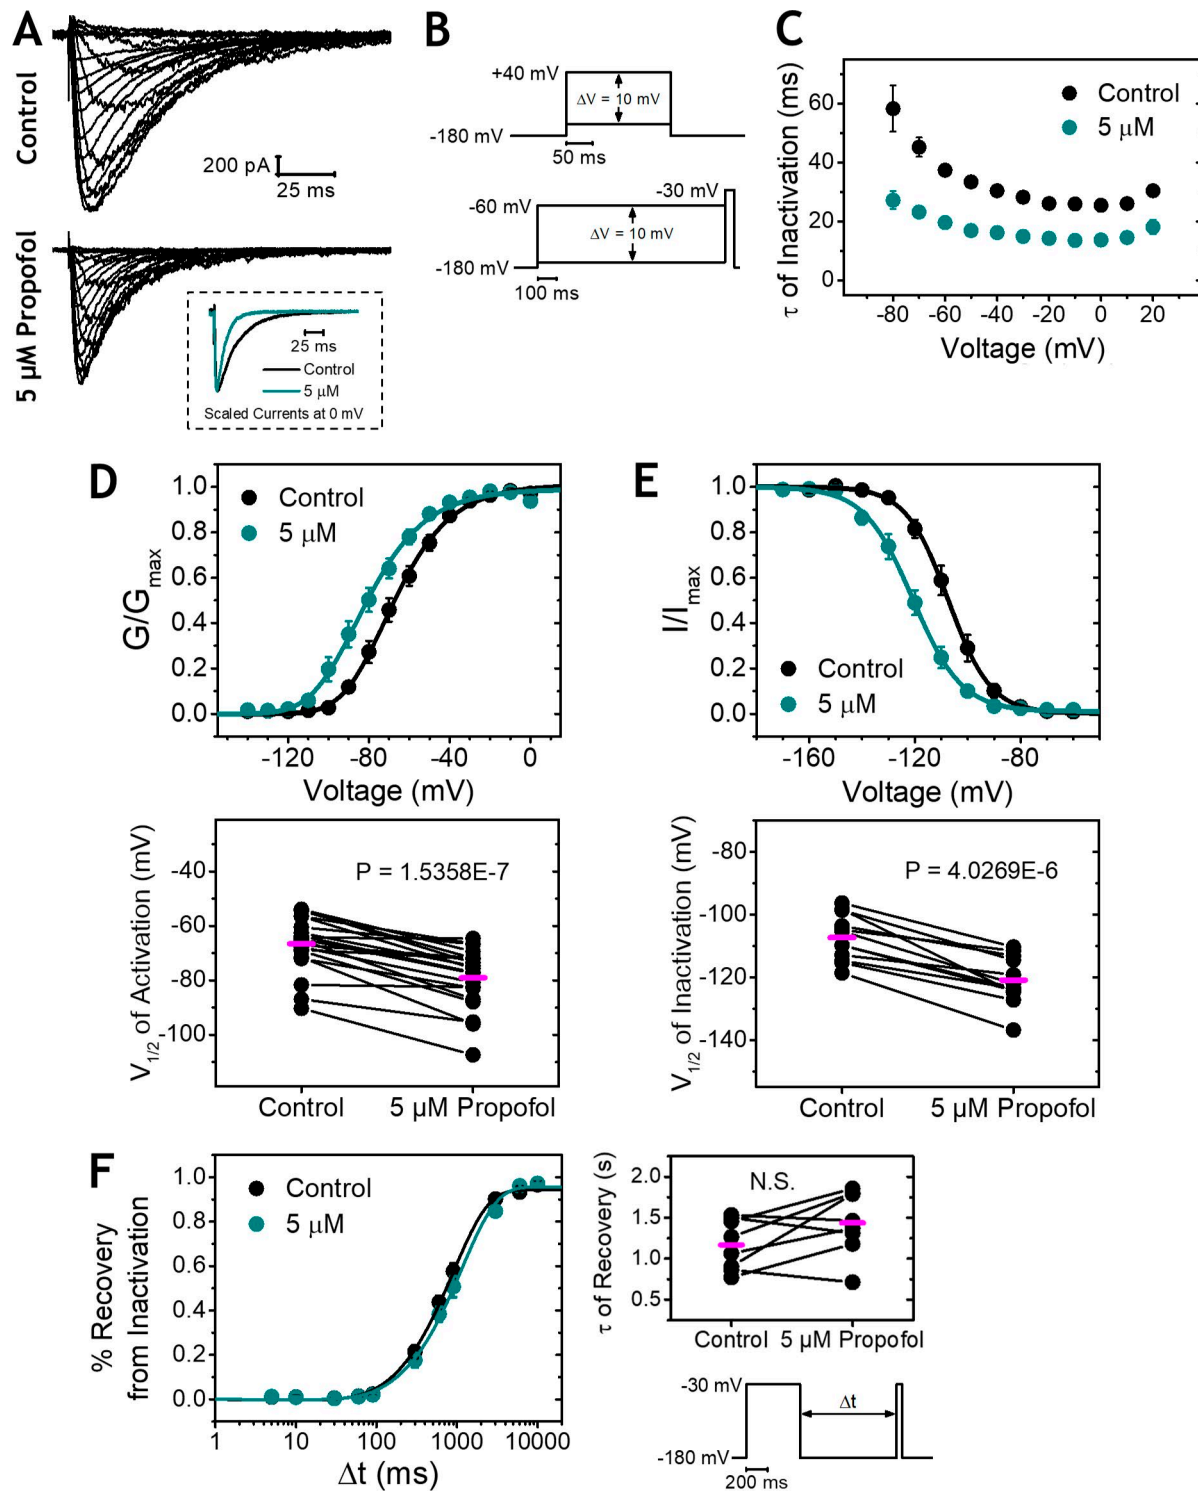 A
Control
200 pA
25 ms
5 µM Propofol
25 ms
Control
5 µM
Scaled Currents at 0 mV
B
+40 mV
ΔV = 10 mV
-180 mV
50 ms
-30 mV
-60 mV
ΔV = 10 mV
-180 mV
100 ms
C
τ of Inactivation (ms)
60
40
20
0
Control
5 μM
-80 -60 -40 -20 0 20
Voltage (mV)
D
G/Gmax
1.0
0.8
0.6
0.4
0.2
0.0
Control
5 μM
-120 -80 -40 0
Voltage (mV)
V1/2 of Activation (mV)
-40
-60
-80
-100
P = 1.5358E-7
Control 5 µM Propofol
E
I/Imax
1.0
0.8
0.6
0.4
0.2
0.0
Control
5 μM
-160 -120 -80
Voltage (mV)
V1/2 of Inactivation (mV)
-80
-100
-120
-140
P = 4.0269E-6
Control 5 µM Propofol
F
% Recovery
from Inactivation
1.0
0.8
0.6
0.4
0.2
0.0
Control
5 μM
1 10 100 1000 10000
Δt (ms)
τ of Recovery (s)
2.0
1.5
1.0
0.5
N.S.
Control 5 µM Propofol
-30 mV
Δt
-180 mV
200 ms